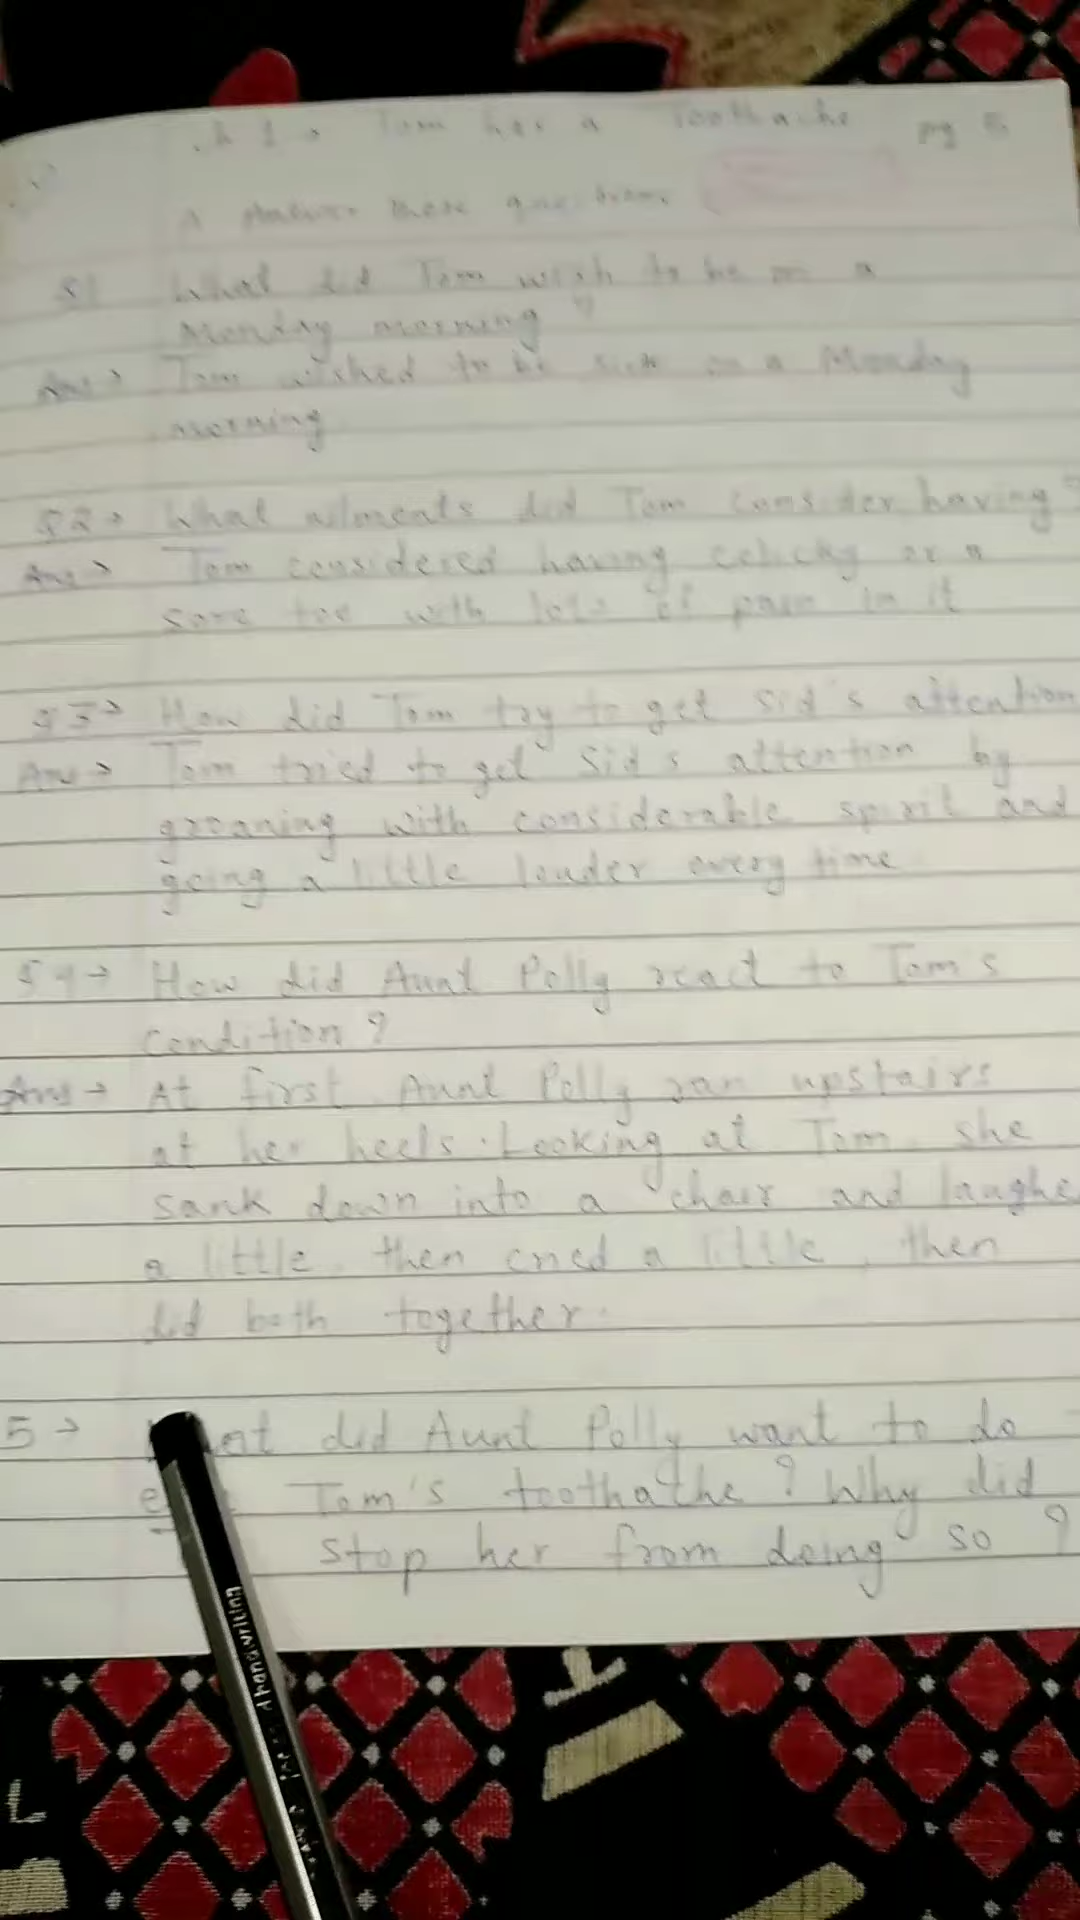 Ch 1 → Tom has a Toothache pg 5
A Answer these questions
Q1 What did Tom wish to be on a
Monday morning ?
Ans → Tom wished to be sick on a Monday
morning
Q2 → What ailments did Tom consider having ?
Ans → Tom considered having colicky or a
sore toe with lots of pain in it
Q3 → How did Tom try to get Sid's attention
Ans → Tom tried to get Sid's attention by
groaning with considerable spirit and
going a little louder every time
Q4 → How did Aunt Polly react to Tom's
condition ?
Ans → At first Aunt Polly ran upstairs
at her heels. Looking at Tom, she
sank down into a chair and laughe
a little, then cried a little, then
did both together.
5 → What did Aunt Polly want to do
Tom's toothathe ? Why did
stop her from doing so ?
handwriting